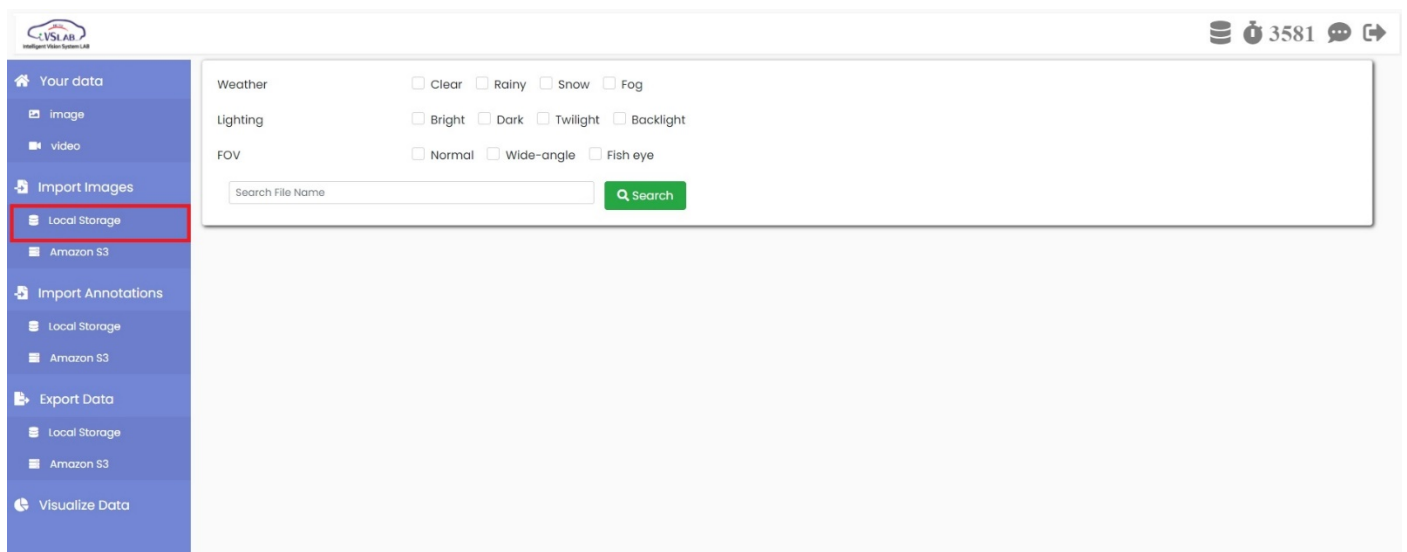 iVSLAB
Intelligent Vision System LAB
3581
Your data
image
video
Import Images
Local Storage
Amazon S3
Import Annotations
Local Storage
Amazon S3
Export Data
Local Storage
Amazon S3
Visualize Data
Weather Clear Rainy Snow Fog
Lighting Bright Dark Twilight Backlight
FOV Normal Wide-angle Fish eye
Search File Name Search